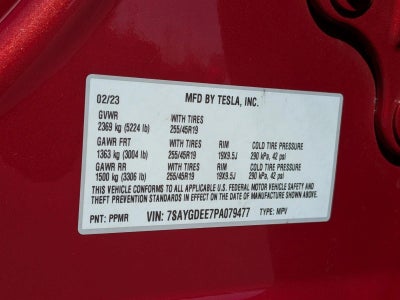 02/23 MFD BY TESLA, INC.
GVWR WITH TIRES
2369 kg (5224 lb) 255/45R19
GAWR FRT WITH TIRES RIM COLD TIRE PRESSURE
1363 kg (3004 lb) 255/45R19 19X9.5J 290 kPa, 42 psi
GAWR RR WITH TIRES RIM COLD TIRE PRESSURE
1500 kg (3306 lb) 255/45R19 19X9.5J 290 kPa, 42 psi
THIS VEHICLE CONFORMS TO ALL APPLICABLE U.S. FEDERAL MOTOR VEHICLE SAFETY AND
THEFT PREVENTION STANDARDS IN EFFECT ON THE DATE OF MANUFACTURE SHOWN ABOVE.
PNT: PPMR VIN: 7SAYGDEE7PA079477 TYPE: MPV